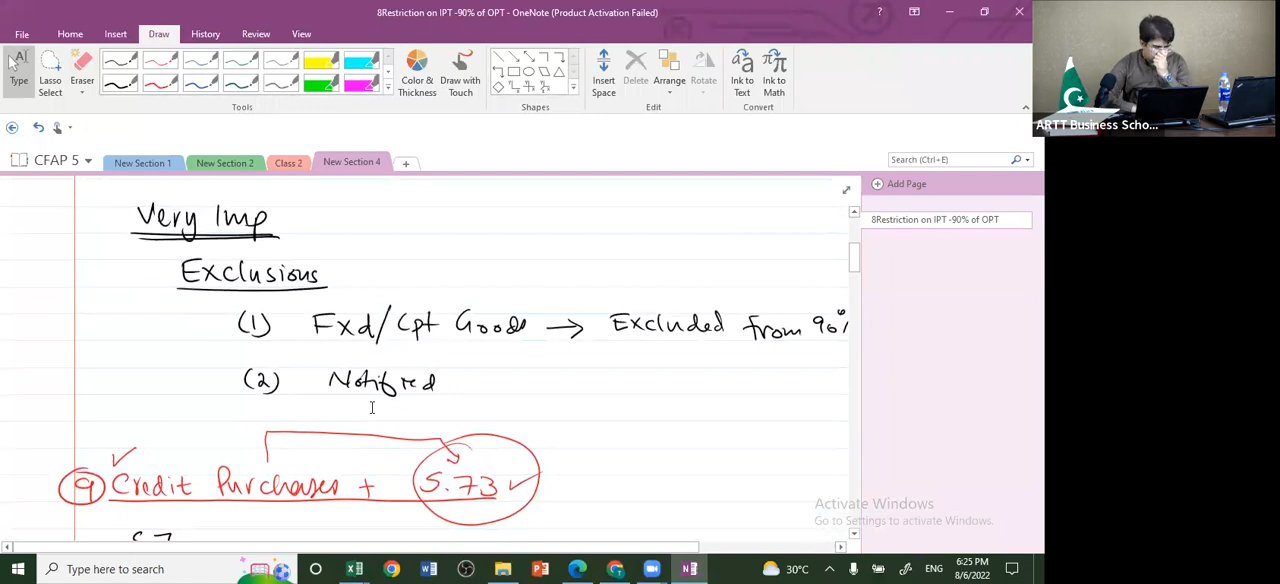 8Restriction on IPT -90% of OPT - OneNote (Product Activation Failed)
File Home Insert Draw History Review View
Type Lasso Select Eraser Color & Thickness Draw with Touch Insert Space Delete Arrange Rotate Ink to Text Ink to Math
Tools Shapes Edit Convert
ARTT Business Scho...
CFAP 5 New Section 1 New Section 2 Class 2 New Section 4 Search (Ctrl+E)
Add Page
8Restriction on IPT -90% of OPT
Very Imp
Exclusions
(1) Fxd/Cpt Goods → Excluded from 90%
(2) Notified
9 Credit Purchases + S.73
S.7
Activate Windows
Go to Settings to activate Windows.
Type here to search 30°C ENG 6:25 PM
8/6/2022